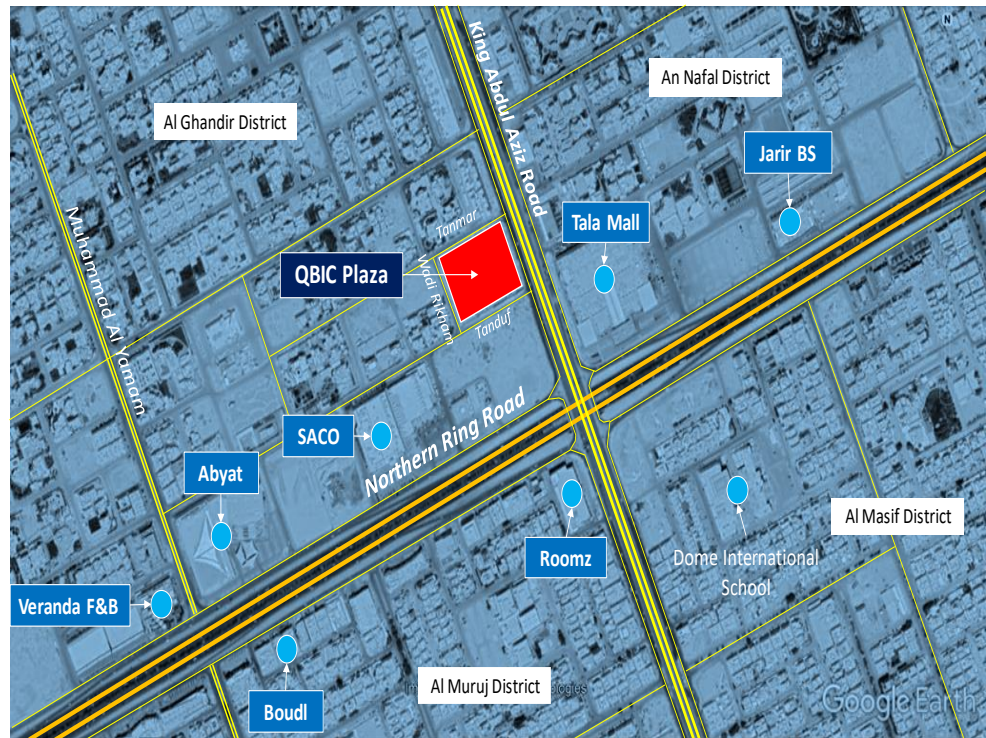 N
King Abdul Aziz Road
An Nafal District
Al Ghandir District
Jarir BS
Muhammad Al Yamam
Tanmar
Tala Mall
QBIC Plaza
Wadi Rikham
Tanduf
SACO
Northern Ring Road
Abyat
Al Masif District
Roomz
Dome International
School
Veranda F&B
Al Muruj District
Boudl
Google Earth